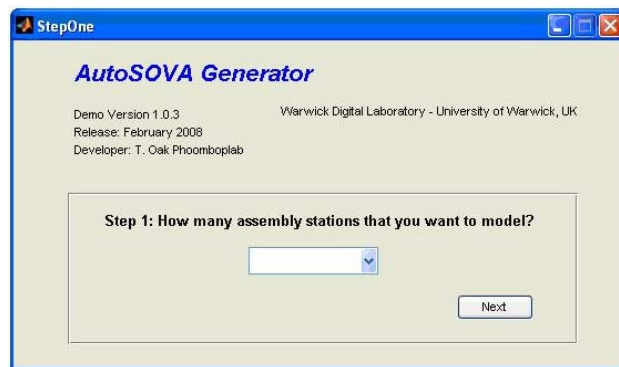 StepOne
AutoSOVA Generator
Demo Version 1.0.3
Warwick Digital Laboratory - University of Warwick, UK
Release: February 2008
Developer: T. Oak Phoomboplab
Step 1: How many assembly stations that you want to model?
Next